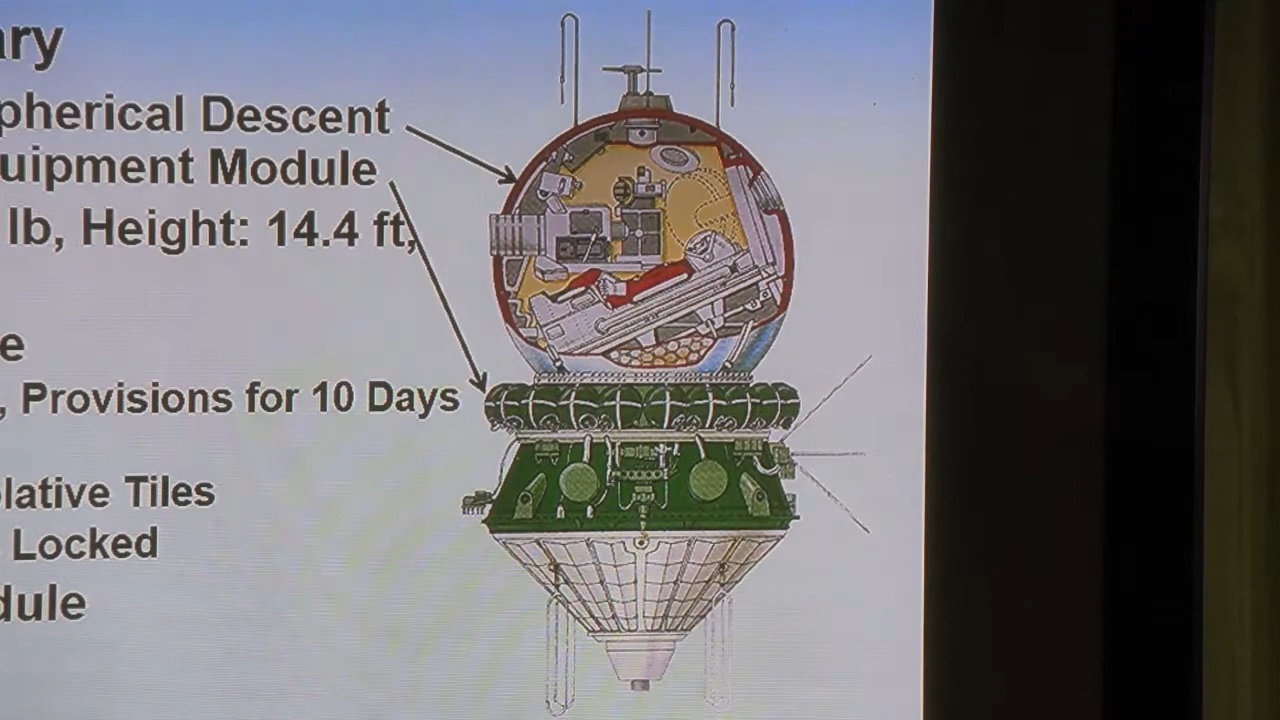 ary
pherical Descent
uipment Module
lb, Height: 14.4 ft,
e
, Provisions for 10 Days
lative Tiles
Locked
dule